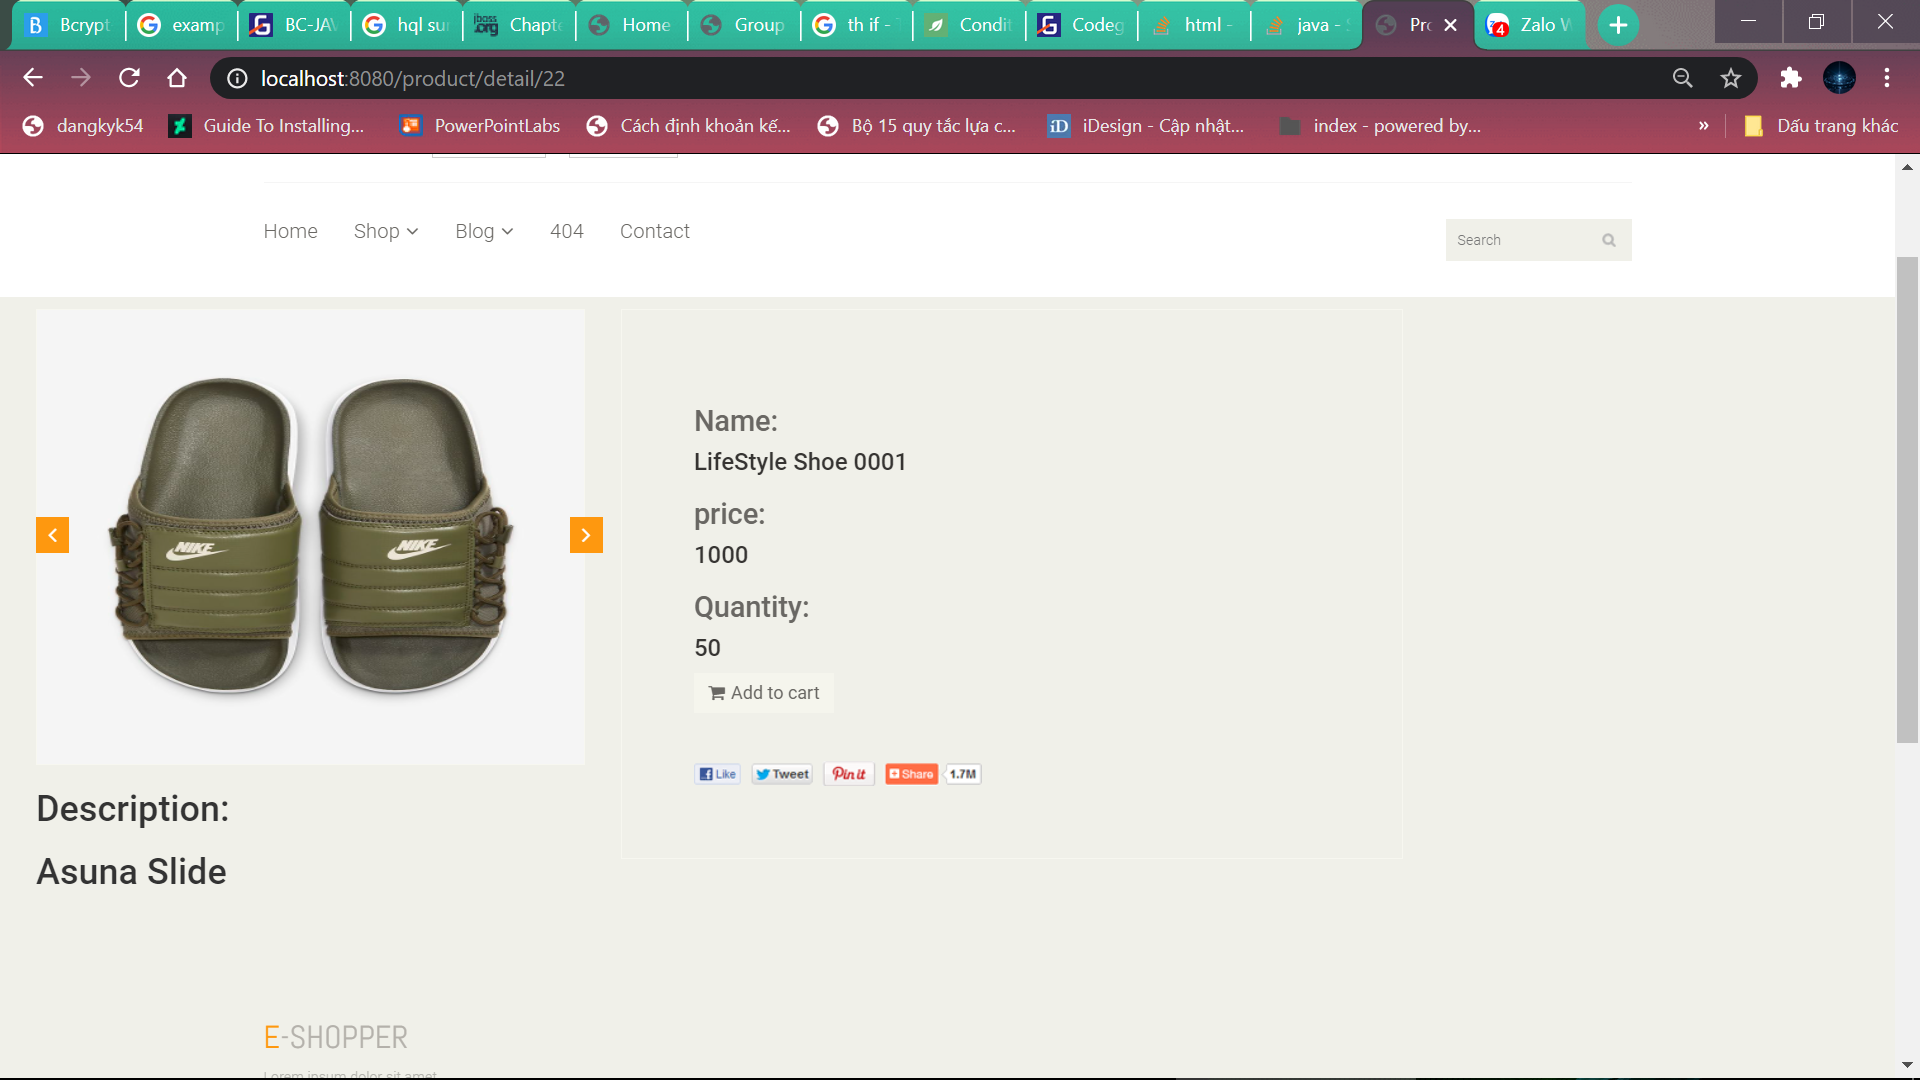 Bcrypt
examp
BC-JAV
hql sur
jboss.org
Chapte
Home
Group
th if -
Condit
Codeg
html -
java - S
Pro
Zalo W
localhost:8080/product/detail/22
dangkyk54
Guide To Installing...
PowerPointLabs
Cách định khoản kế...
Bộ 15 quy tắc lựa c...
iD
iDesign - Cập nhật...
index - powered by...
»
Dấu trang khác
Home
Shop
Blog
404
Contact
Search
NIKE
NIKE
Name:
LifeStyle Shoe 0001
price:
1000
Quantity:
50
Add to cart
Like
Tweet
Pin it
Share
1.7M
Description:
Asuna Slide
E-SHOPPER
Lorem ipsum dolor sit amet